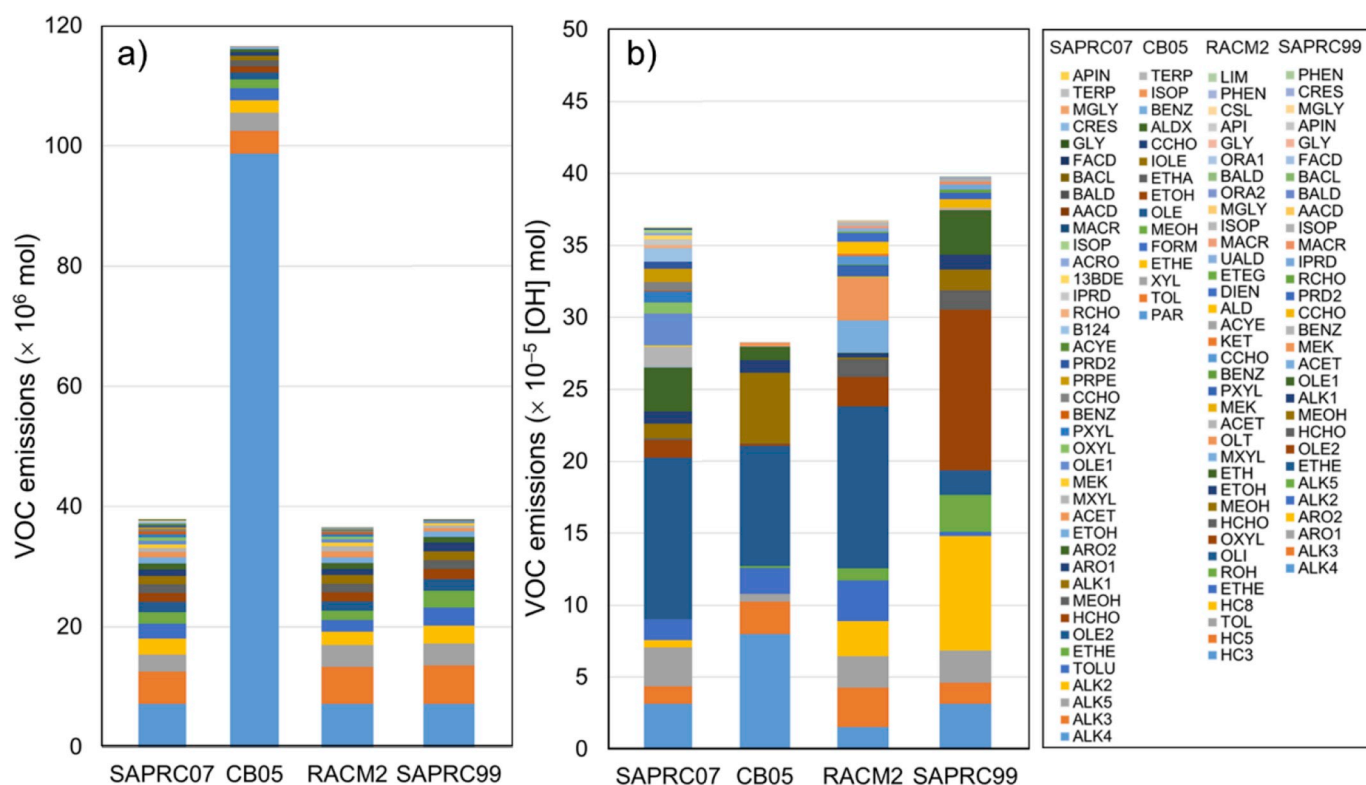 a)
VOC emissions (× 10⁶ mol)
120
100
80
60
40
20
0
SAPRC07 CB05 RACM2 SAPRC99
b)
VOC emissions (× 10⁻⁵ [OH] mol)
50
45
40
35
30
25
20
15
10
5
0
SAPRC07 CB05 RACM2 SAPRC99
SAPRC07
APIN
TERP
MGLY
CRES
GLY
FACD
BACL
BALD
AACD
MACR
ISOP
ACRO
13BDE
IPRD
RCHO
B124
ACYE
PRD2
PRPE
CCHO
BENZ
PXYL
OXYL
OLE1
MEK
MXYL
ACET
ETOH
ARO2
ARO1
ALK1
MEOH
HCHO
OLE2
ETHE
TOLU
ALK2
ALK5
ALK3
ALK4
CB05
TERP
ISOP
BENZ
ALDX
CCHO
IOLE
ETHA
ETOH
OLE
MEOH
FORM
ETHE
XYL
TOL
PAR
RACM2
LIM
PHEN
CSL
API
GLY
ORA1
BALD
ORA2
MGLY
ISOP
MACR
UALD
ETEG
DIEN
ALD
ACYE
KET
CCHO
BENZ
PXYL
MEK
ACET
OLT
MXYL
ETH
ETOH
MEOH
HCHO
OXYL
OLI
ROH
ETHE
HC8
TOL
HC5
HC3
SAPRC99
PHEN
CRES
MGLY
APIN
GLY
FACD
BACL
BALD
AACD
ISOP
MACR
IPRD
RCHO
PRD2
CCHO
BENZ
MEK
ACET
OLE1
ALK1
MEOH
HCHO
OLE2
ETHE
ALK5
ALK2
ARO2
ARO1
ALK3
ALK4